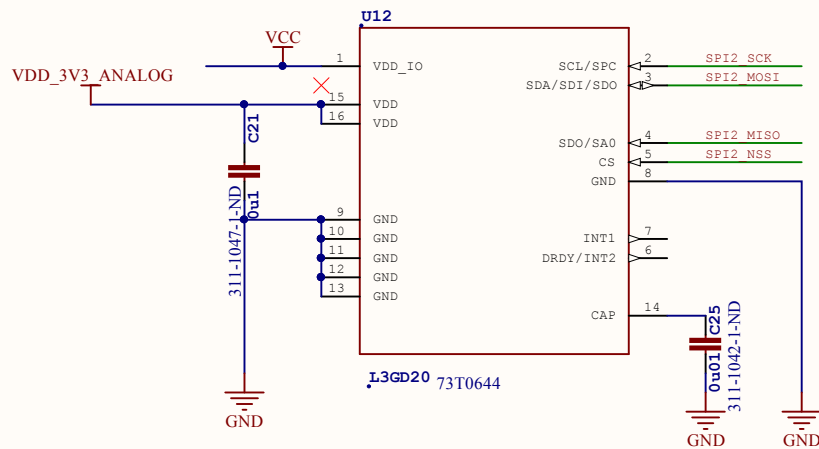 U12
VCC
VDD_3V3_ANALOG
1 VDD_IO
15 VDD
16 VDD
C21
0u1
311-1047-1-ND
9 GND
10 GND
11 GND
12 GND
13 GND
GND
SCL/SPC 2 SPI2_SCK
SDA/SDI/SDO 3 SPI2_MOSI
SDO/SA0 4 SPI2_MISO
CS 5 SPI2_NSS
GND 8
INT1 7
DRDY/INT2 6
CAP 14
C25
0u01
311-1042-1-ND
GND
GND
L3GD20 73T0644